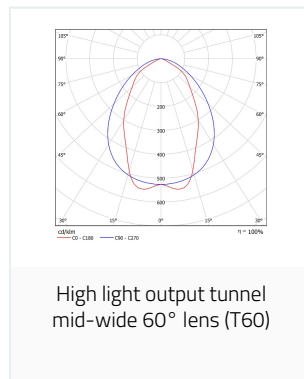 105° 105°
90° 90°
75° 75°
200
60° 60°
300
400
45° 45°
500
600
30° 15° 0° 15° 30°
cd/klm η = 100%
C0 - C180 C90 - C270
High light output tunnel
mid-wide 60° lens (T60)